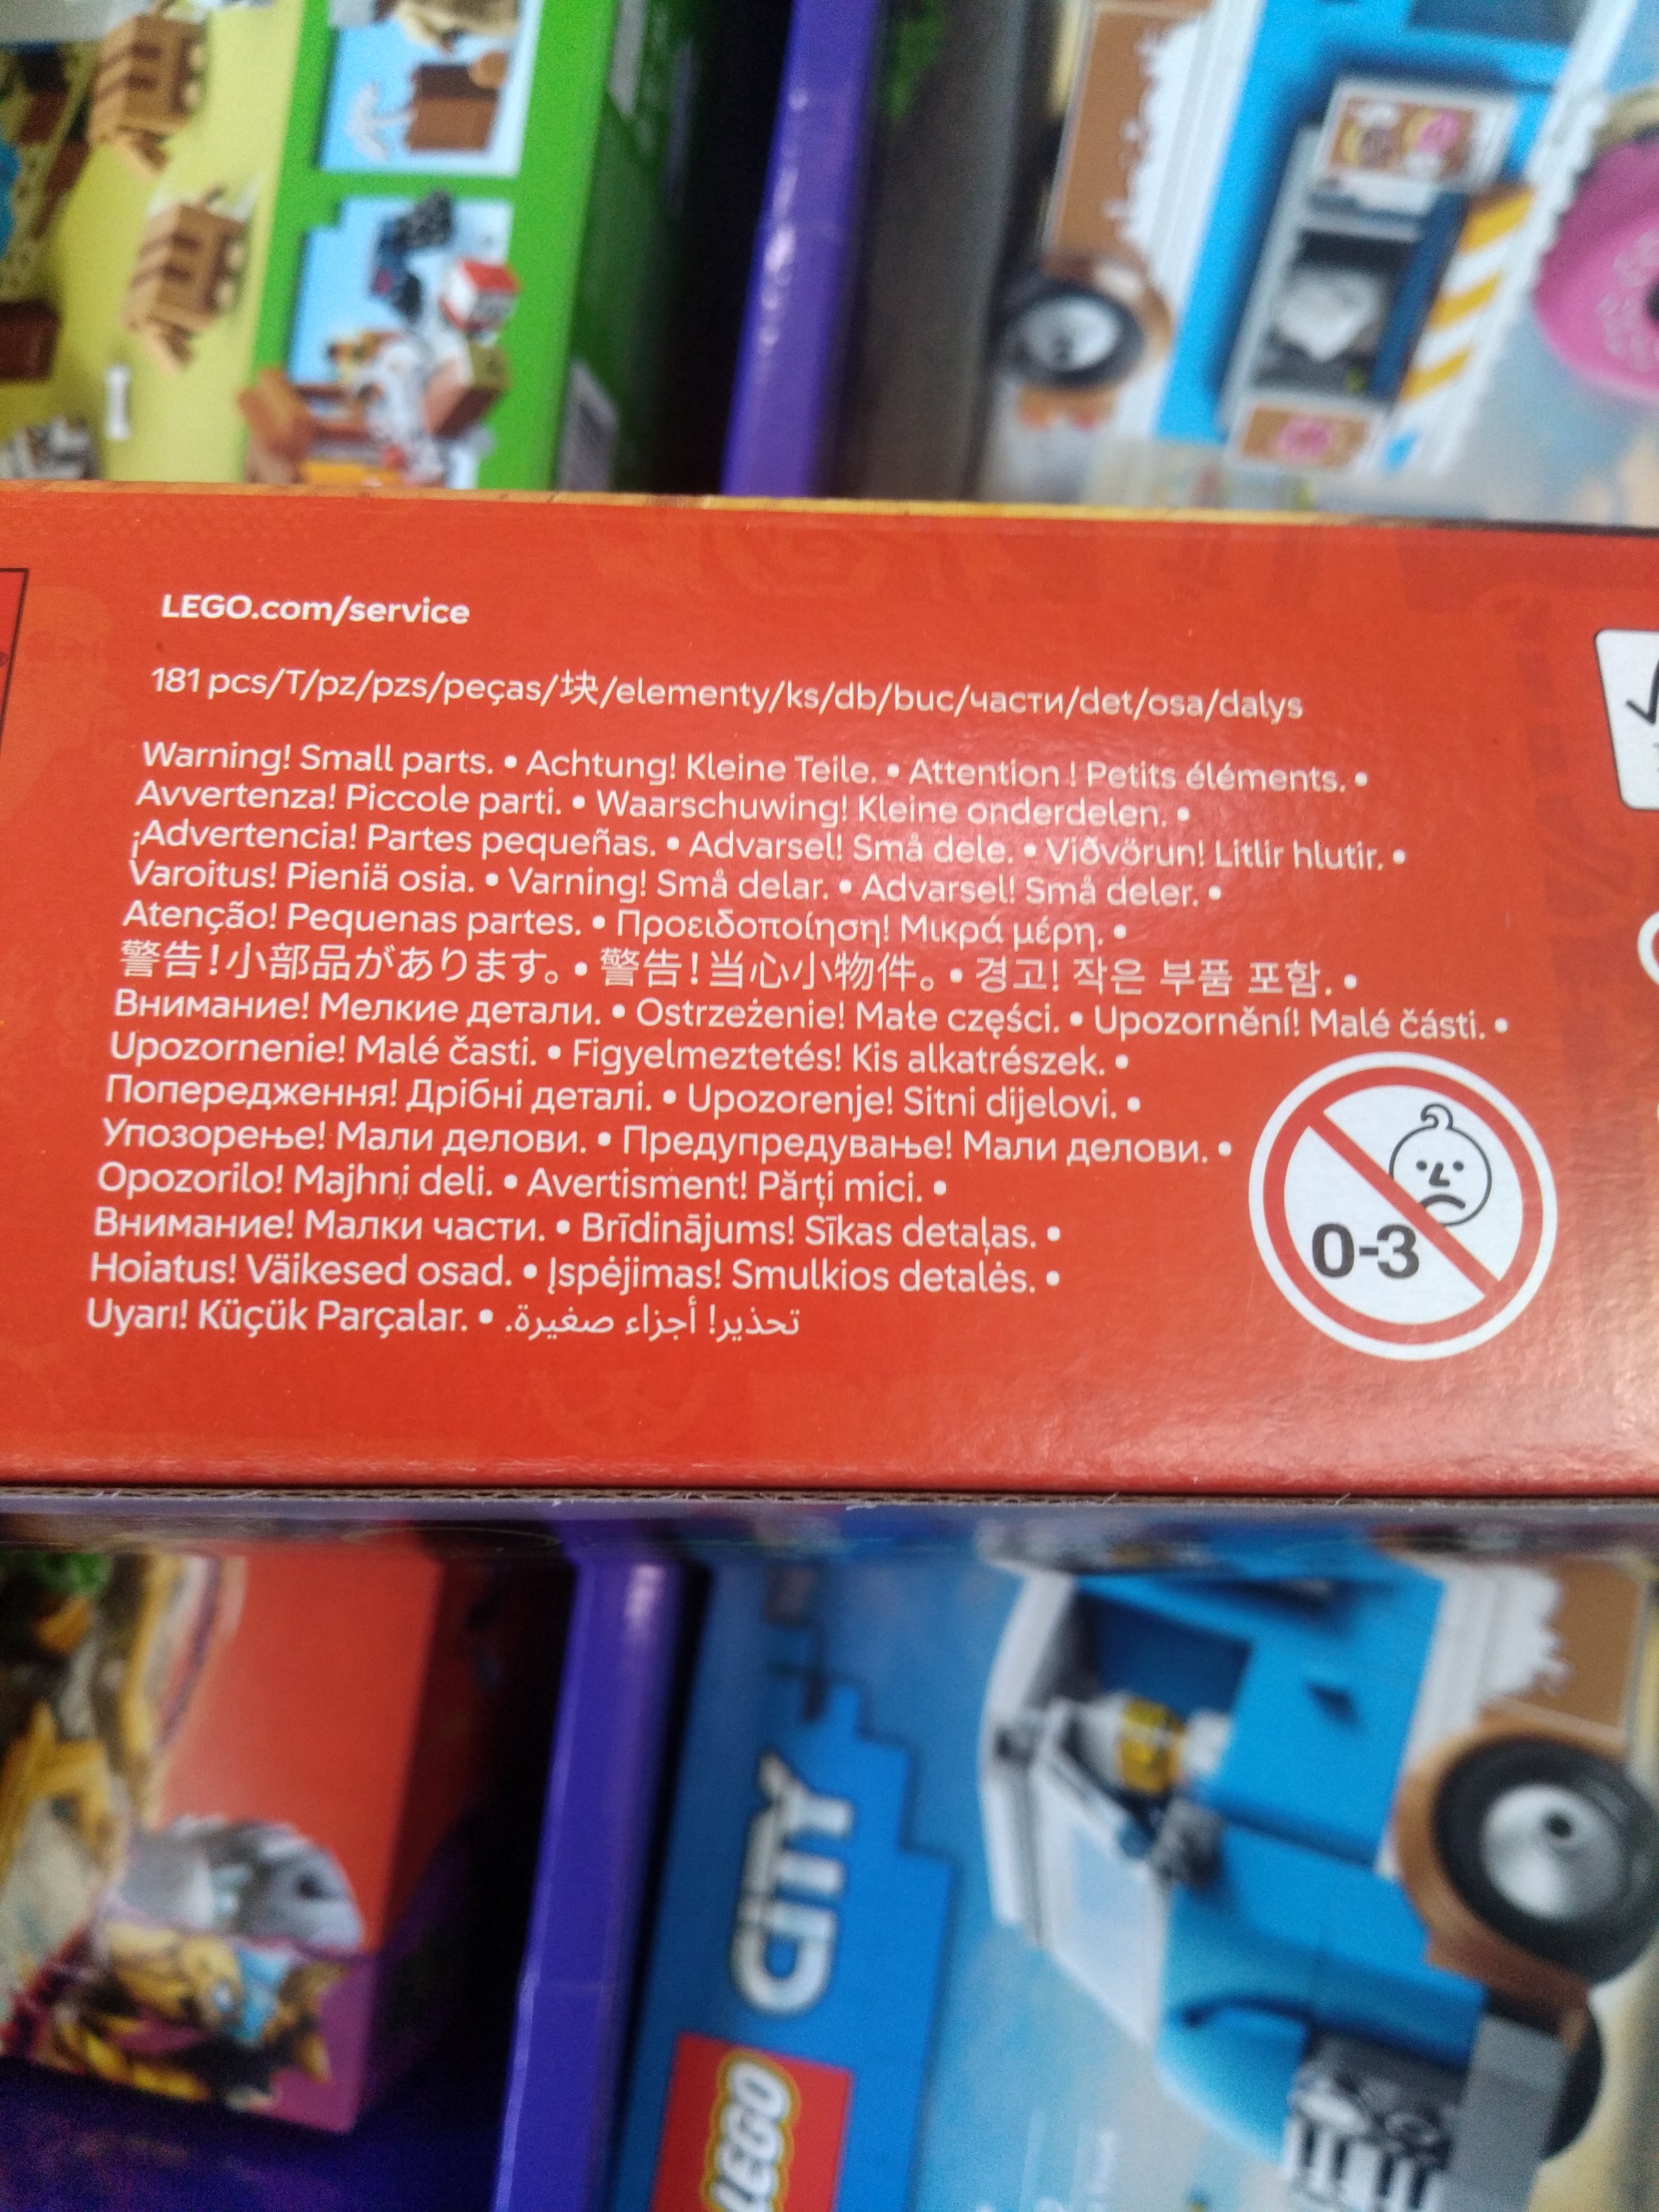 LEGO.com/service
181 pcs/T/pz/pzs/peças/块/elementy/ks/db/buc/части/det/osa/dalys
Warning! Small parts. • Achtung! Kleine Teile. • Attention ! Petits éléments. •
Avvertenza! Piccole parti. • Waarschuwing! Kleine onderdelen. •
¡Advertencia! Partes pequeñas. • Advarsel! Små dele. • Viðvörun! Litlir hlutir. •
Varoitus! Pieniä osia. • Varning! Små delar. • Advarsel! Små deler. •
Atenção! Pequenas partes. • Προειδοποίηση! Μικρά μέρη. •
警告!小部品があります。• 警告!当心小物件。• 경고! 작은 부품 포함. •
Внимание! Мелкие детали. • Ostrzeżenie! Małe części. • Upozornění! Malé části. •
Upozornenie! Malé časti. • Figyelmeztetés! Kis alkatrészek. •
Попередження! Дрібні деталі. • Upozorenje! Sitni dijelovi. •
Упозорење! Мали делови. • Предупредување! Мали делови. •
Opozorilo! Majhni deli. • Avertisment! Părți mici. •
Внимание! Малки части. • Brīdinājums! Sīkas detaļas. •
Hoiatus! Väikesed osad. • Įspėjimas! Smulkios detalės. •
Uyarı! Küçük Parçalar. • تحذير! أجزاء صغيرة.
0-3
CITY
LEGO